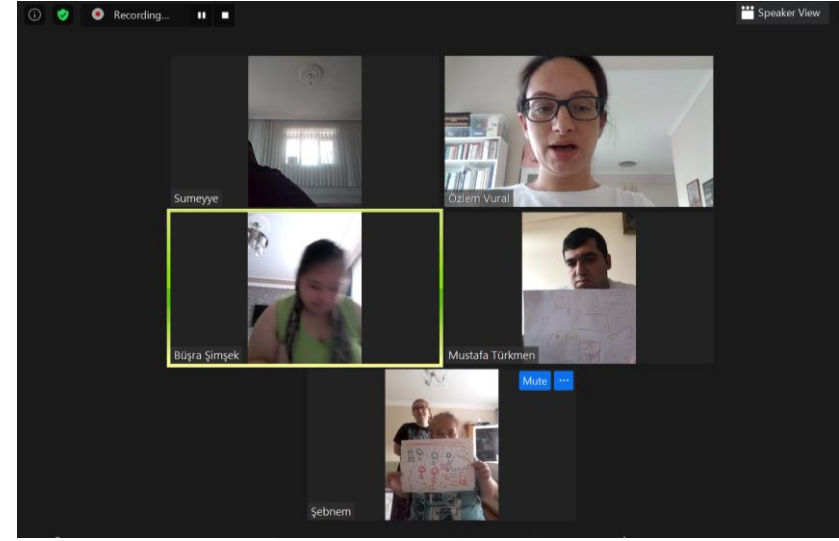 Recording...
Speaker View
Sumeyye
Özlem Vural
Büşra Şimşek
Mustafa Türkmen
Mute
Şebnem